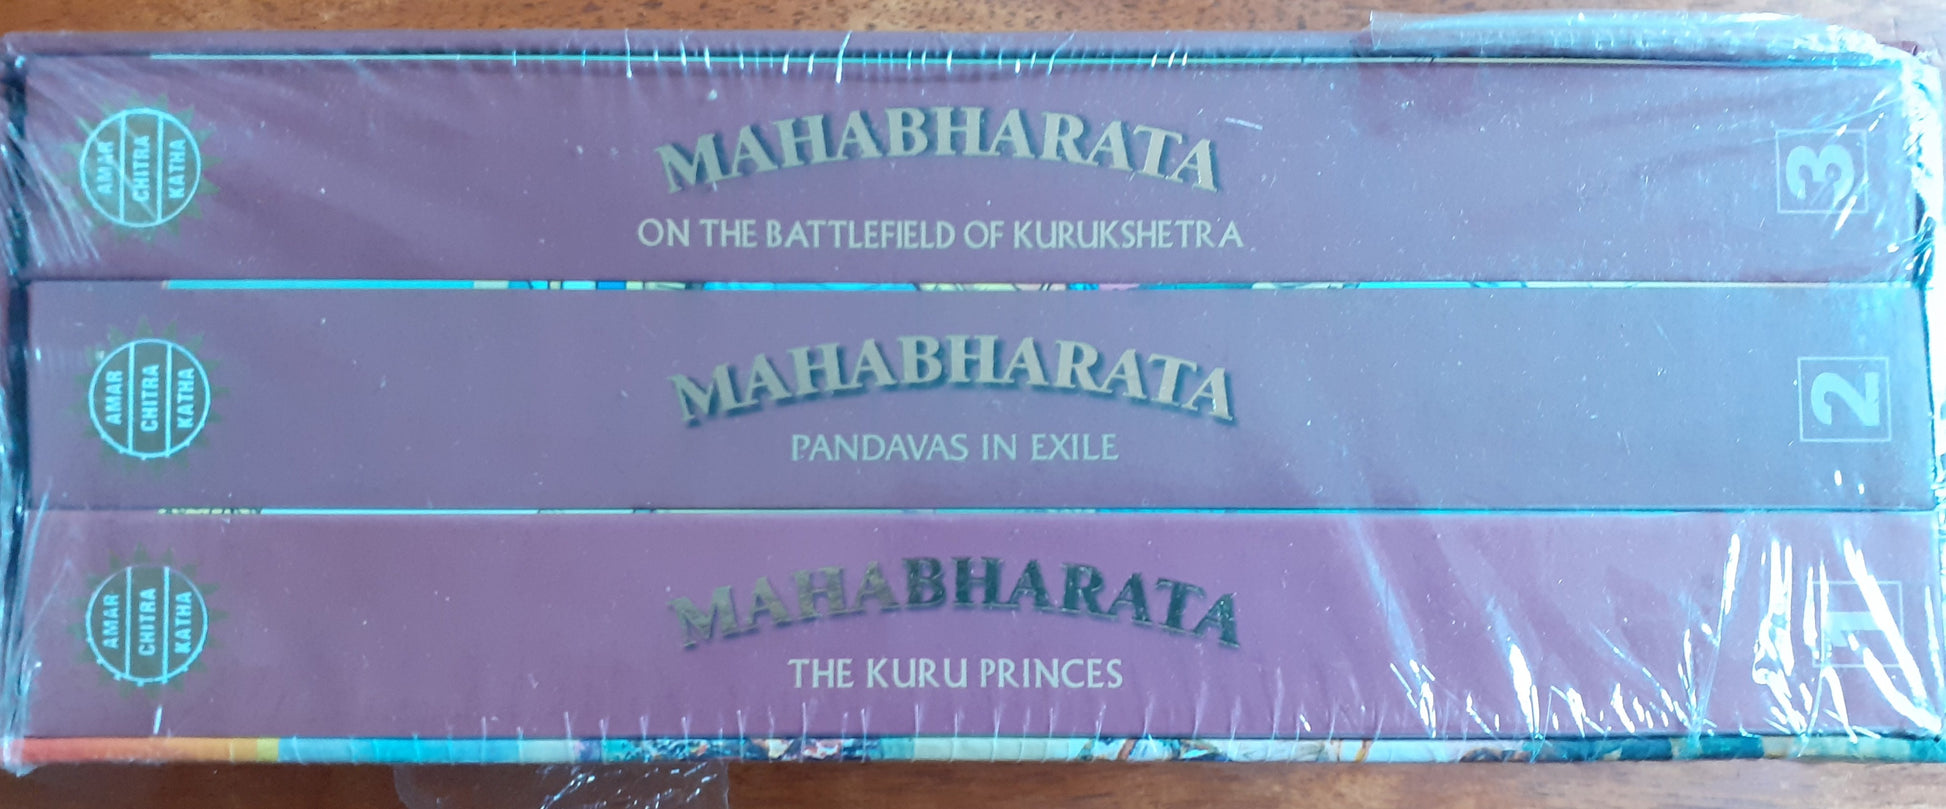 AMAR
CHITRA
KATHA
MAHABHARATA
ON THE BATTLEFIELD OF KURUKSHETRA
3
AMAR
CHITRA
KATHA
MAHABHARATA
PANDAVAS IN EXILE
2
AMAR
CHITRA
KATHA
MAHABHARATA
THE KURU PRINCES
1